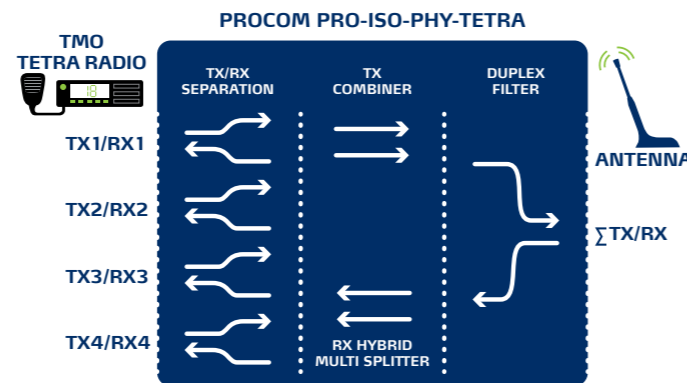 PROCOM PRO-ISO-PHY-TETRA
TMO
TETRA RADIO
18
TX/RX
SEPARATION
TX
COMBINER
DUPLEX
FILTER
TX1/RX1
ANTENNA
TX2/RX2
∑TX/RX
TX3/RX3
TX4/RX4
RX HYBRID
MULTI SPLITTER